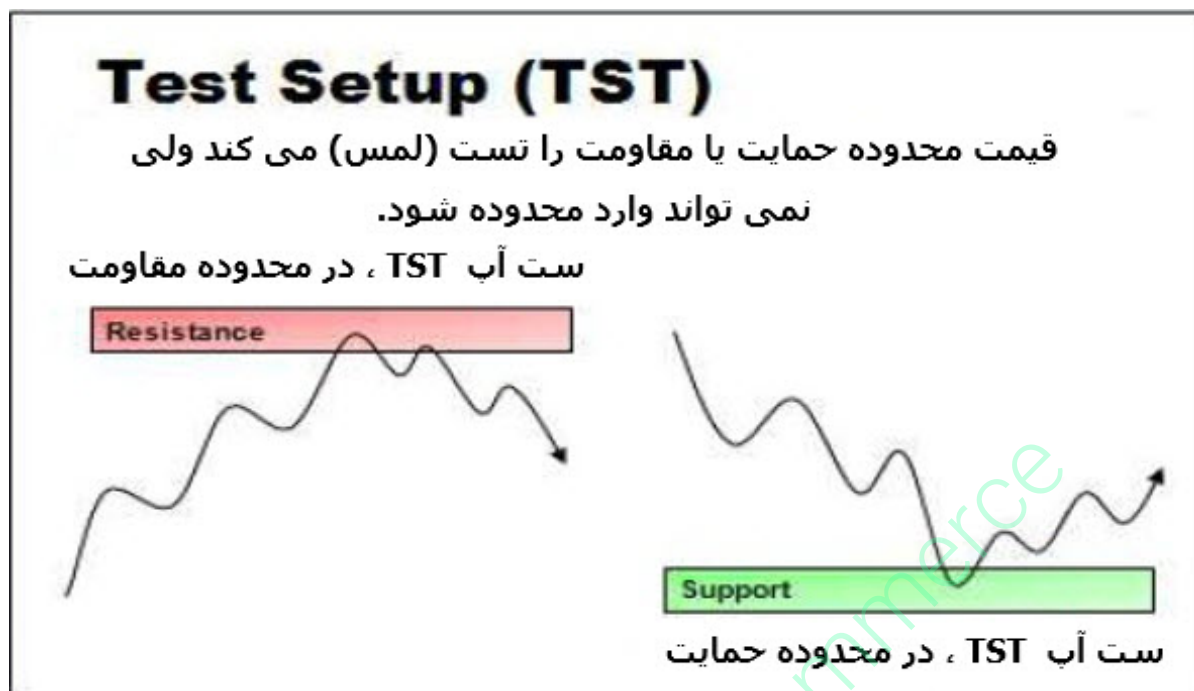 Test Setup (TST)
قیمت محدوده حمایت یا مقاومت را تست (لمس) می کند ولی
نمی تواند وارد محدوده شود.
ست آپ TST ، در محدوده مقاومت
Resistance
Support
ست آپ TST ، در محدوده حمایت